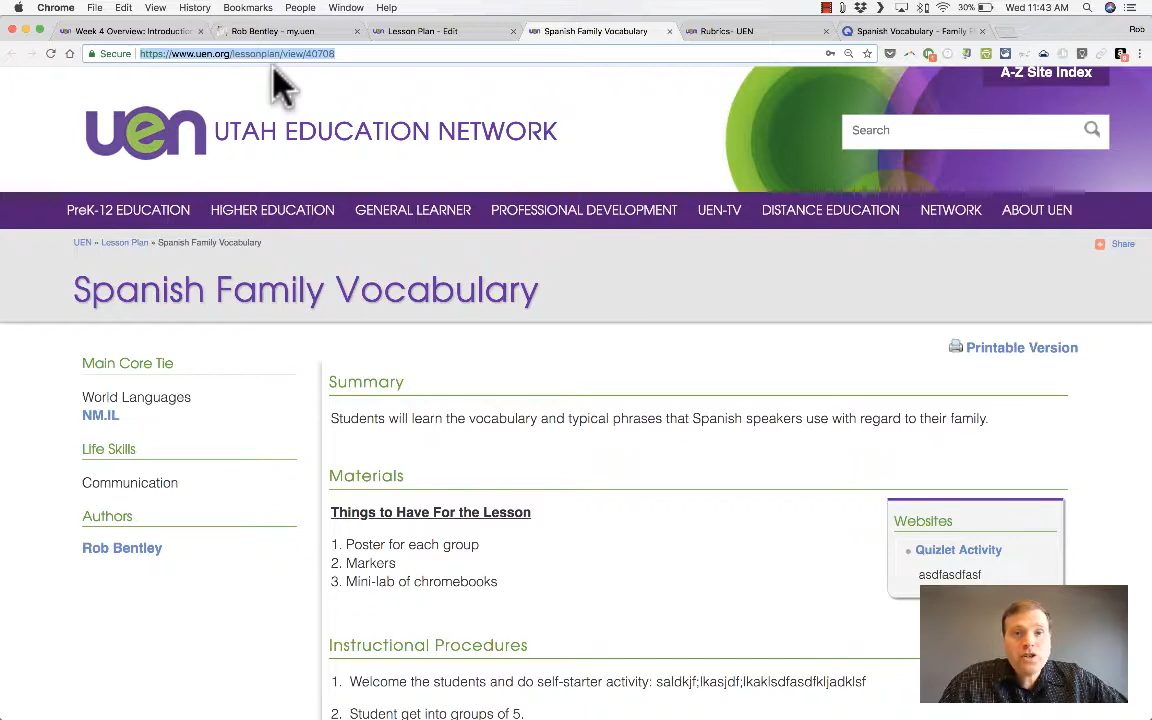 Chrome File Edit View History Bookmarks People Window Help 30% Wed 11:43 AM
Week 4 Overview: Introduction Rob Bentley - my.uen Lesson Plan - Edit Spanish Family Vocabulary Rubrics- UEN Spanish Vocabulary - Family Rob
Secure https://www.uen.org/lessonplan/view/40708
A-Z Site Index
uen UTAH EDUCATION NETWORK
Search
PreK-12 EDUCATION HIGHER EDUCATION GENERAL LEARNER PROFESSIONAL DEVELOPMENT UEN-TV DISTANCE EDUCATION NETWORK ABOUT UEN
UEN » Lesson Plan » Spanish Family Vocabulary
Share
Spanish Family Vocabulary
Printable Version
Main Core Tie
World Languages
NM.IL
Life Skills
Communication
Authors
Rob Bentley
Summary
Students will learn the vocabulary and typical phrases that Spanish speakers use with regard to their family.
Materials
Things to Have For the Lesson
1. Poster for each group
2. Markers
3. Mini-lab of chromebooks
Websites
Quizlet Activity
asdfasdfasf
Instructional Procedures
1. Welcome the students and do self-starter activity: saldkjf;lkasjdf;lkaklsdfasdfkljadklsf
2. Student get into groups of 5.